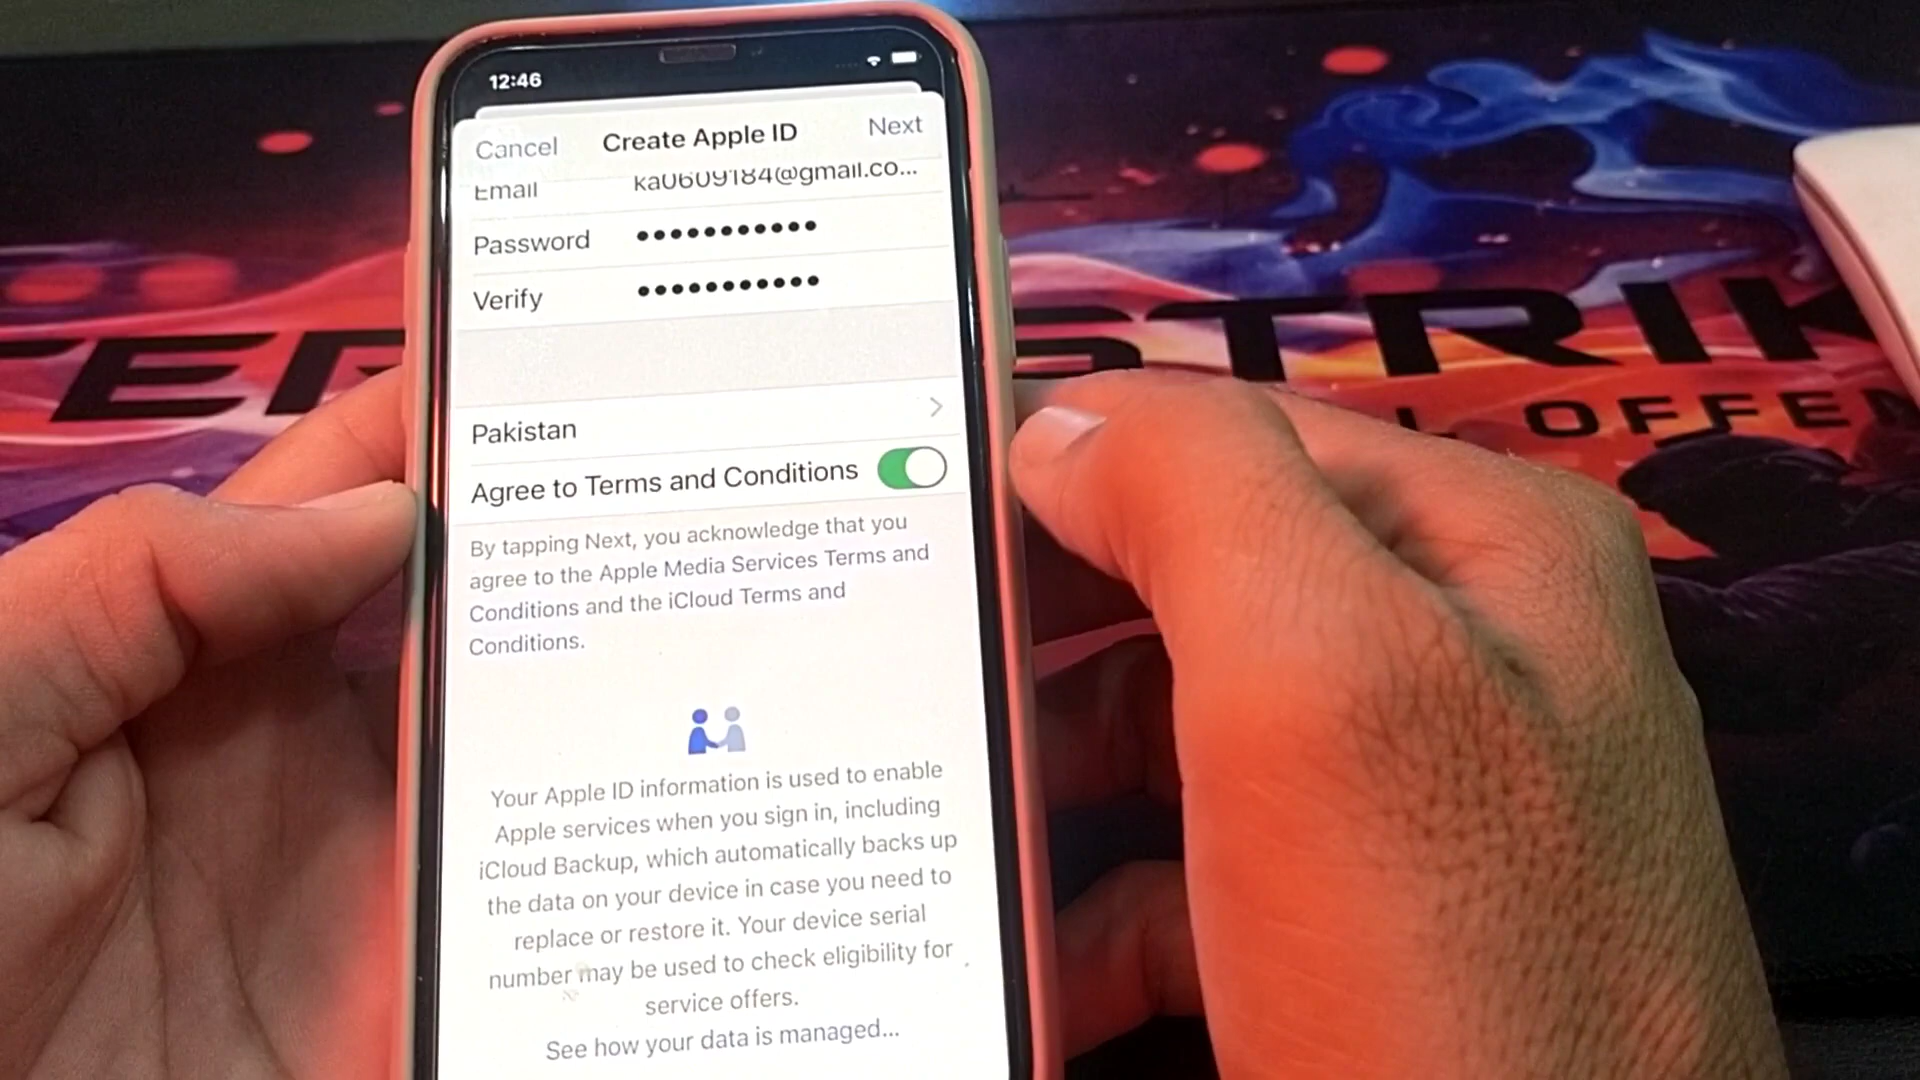 12:46
Cancel Create Apple ID Next
Email ka0609184@gmail.co...
Password ●●●●●●●●●●●
Verify ●●●●●●●●●●●
Pakistan
Agree to Terms and Conditions
By tapping Next, you acknowledge that you
agree to the Apple Media Services Terms and
Conditions and the iCloud Terms and
Conditions.
Your Apple ID information is used to enable
Apple services when you sign in, including
iCloud Backup, which automatically backs up
the data on your device in case you need to
replace or restore it. Your device serial
number may be used to check eligibility for
service offers.
See how your data is managed...
TER STRIK
L OFFEN